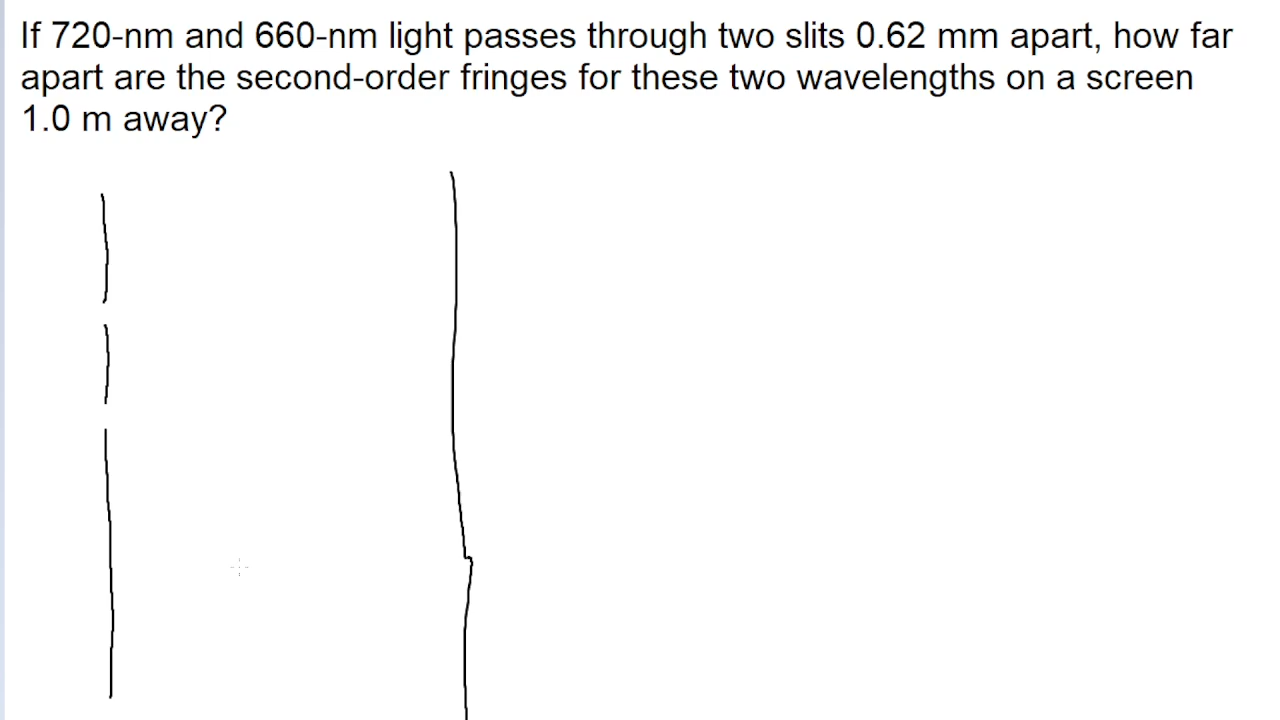 If 720-nm and 660-nm light passes through two slits 0.62 mm apart, how far
apart are the second-order fringes for these two wavelengths on a screen
1.0 m away?